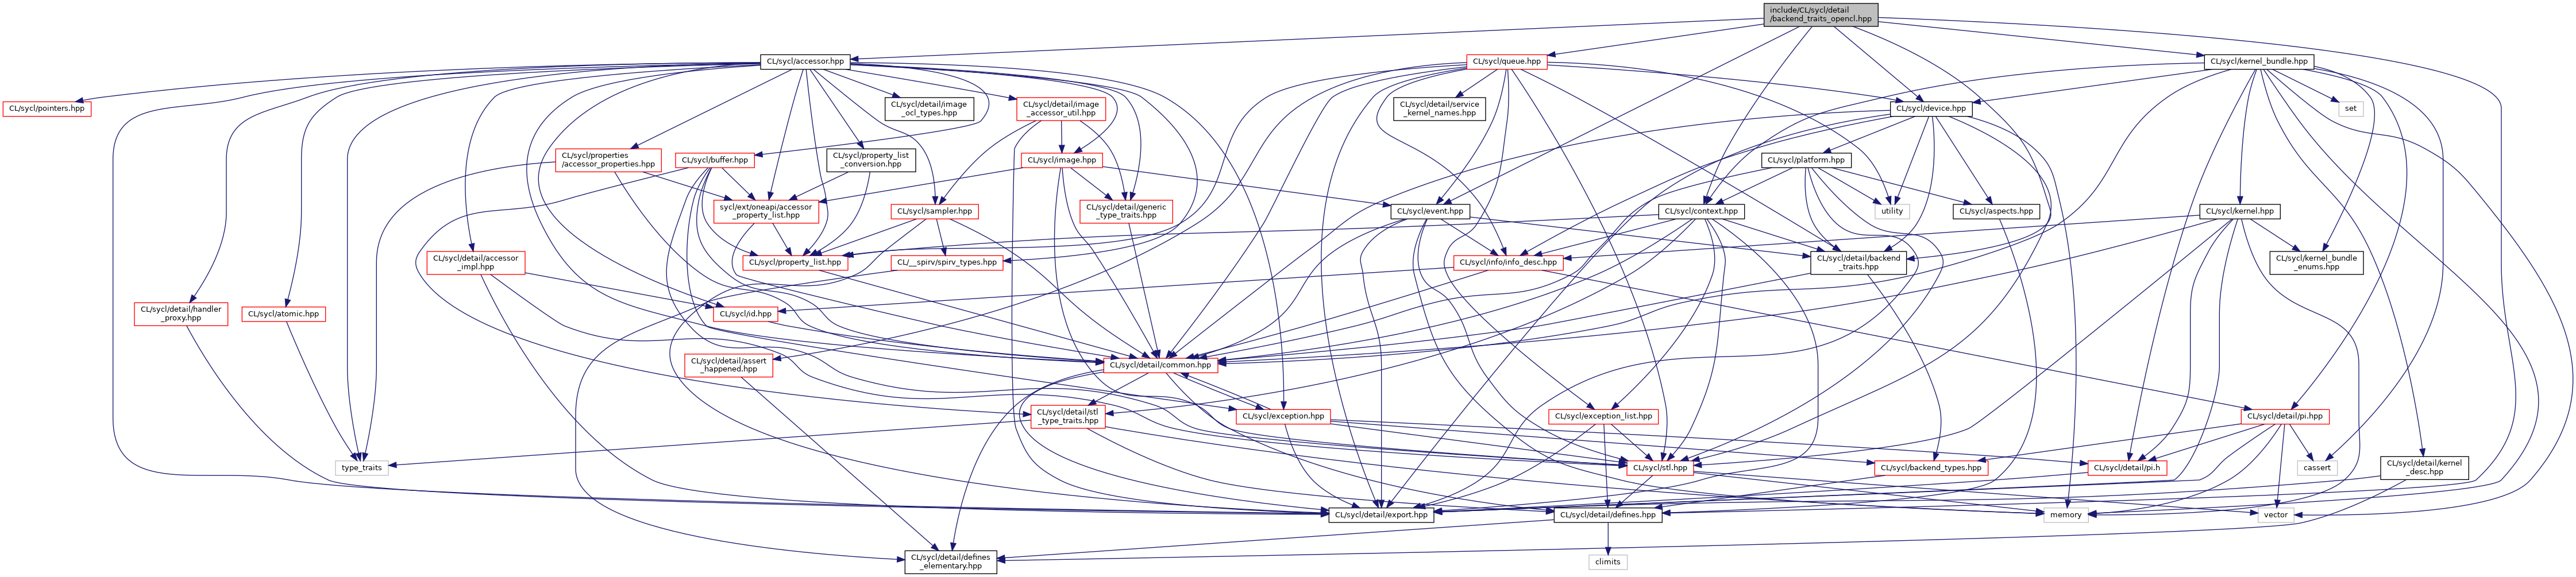 include/CL/sycl/detail
/backend_traits_opencl.hpp
CL/sycl/accessor.hpp
CL/sycl/queue.hpp
CL/sycl/kernel_bundle.hpp
CL/sycl/pointers.hpp
CL/sycl/detail/image
_ocl_types.hpp
CL/sycl/detail/image
_accessor_util.hpp
CL/sycl/detail/service
_kernel_names.hpp
CL/sycl/device.hpp
set
CL/sycl/properties
/accessor_properties.hpp
CL/sycl/buffer.hpp
CL/sycl/property_list
_conversion.hpp
CL/sycl/image.hpp
CL/sycl/platform.hpp
sycl/ext/oneapi/accessor
_property_list.hpp
CL/sycl/sampler.hpp
CL/sycl/detail/generic
_type_traits.hpp
CL/sycl/event.hpp
CL/sycl/context.hpp
utility
CL/sycl/aspects.hpp
CL/sycl/kernel.hpp
CL/sycl/detail/accessor
_impl.hpp
CL/sycl/property_list.hpp
CL/__spirv/spirv_types.hpp
CL/sycl/info/info_desc.hpp
CL/sycl/detail/backend
_traits.hpp
CL/sycl/kernel_bundle
_enums.hpp
CL/sycl/detail/handler
_proxy.hpp
CL/sycl/atomic.hpp
CL/sycl/id.hpp
CL/sycl/detail/assert
_happened.hpp
CL/sycl/detail/common.hpp
CL/sycl/detail/stl
_type_traits.hpp
CL/sycl/exception.hpp
CL/sycl/exception_list.hpp
CL/sycl/detail/pi.hpp
type_traits
CL/sycl/stl.hpp
CL/sycl/backend_types.hpp
CL/sycl/detail/pi.h
cassert
CL/sycl/detail/kernel
_desc.hpp
CL/sycl/detail/export.hpp
CL/sycl/detail/defines.hpp
memory
vector
CL/sycl/detail/defines
_elementary.hpp
climits